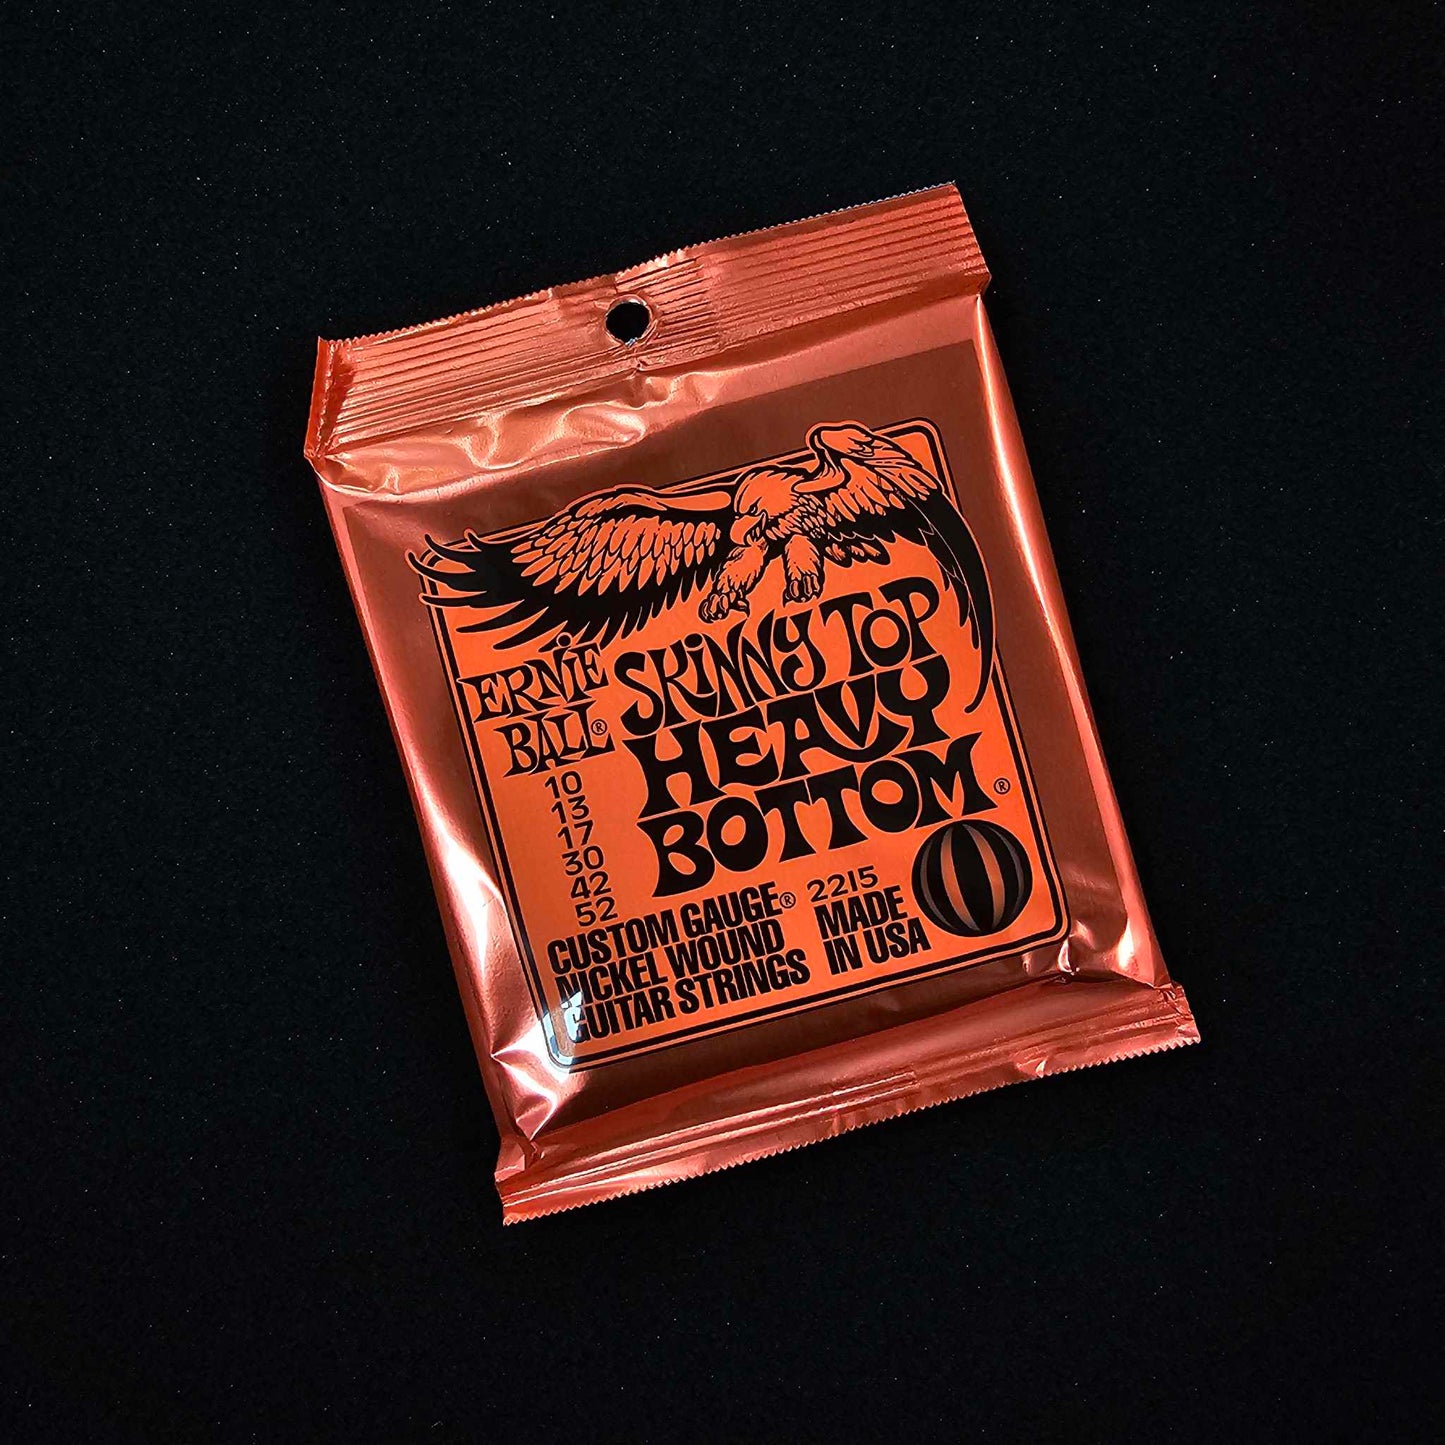 ERNIE
BALL®
SKINNY TOP
HEAVY
BOTTOM®
10
13
17
30
42
52
CUSTOM GAUGE®
NICKEL WOUND
GUITAR STRINGS
2215
MADE
IN USA